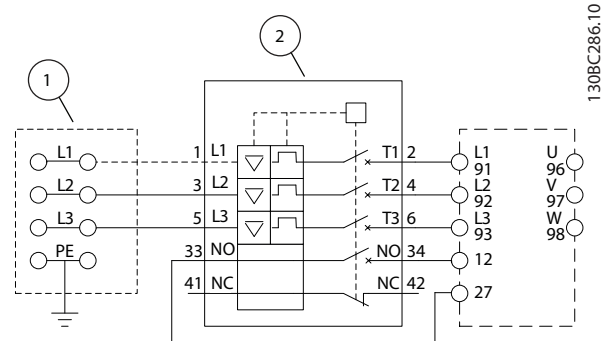 130BC286.10
2
1
L1 1 L1 T1 2 L1 U
91 96
L2 3 L2 T2 4 L2 V
92 97
L3 5 L3 T3 6 L3 W
93 98
PE 33 NO NO 34 12
41 NC NC 42 27